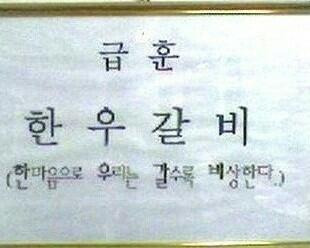 급 훈
한 우 갈 비
(한마음으로 우리는 갈수록 비상한다.)